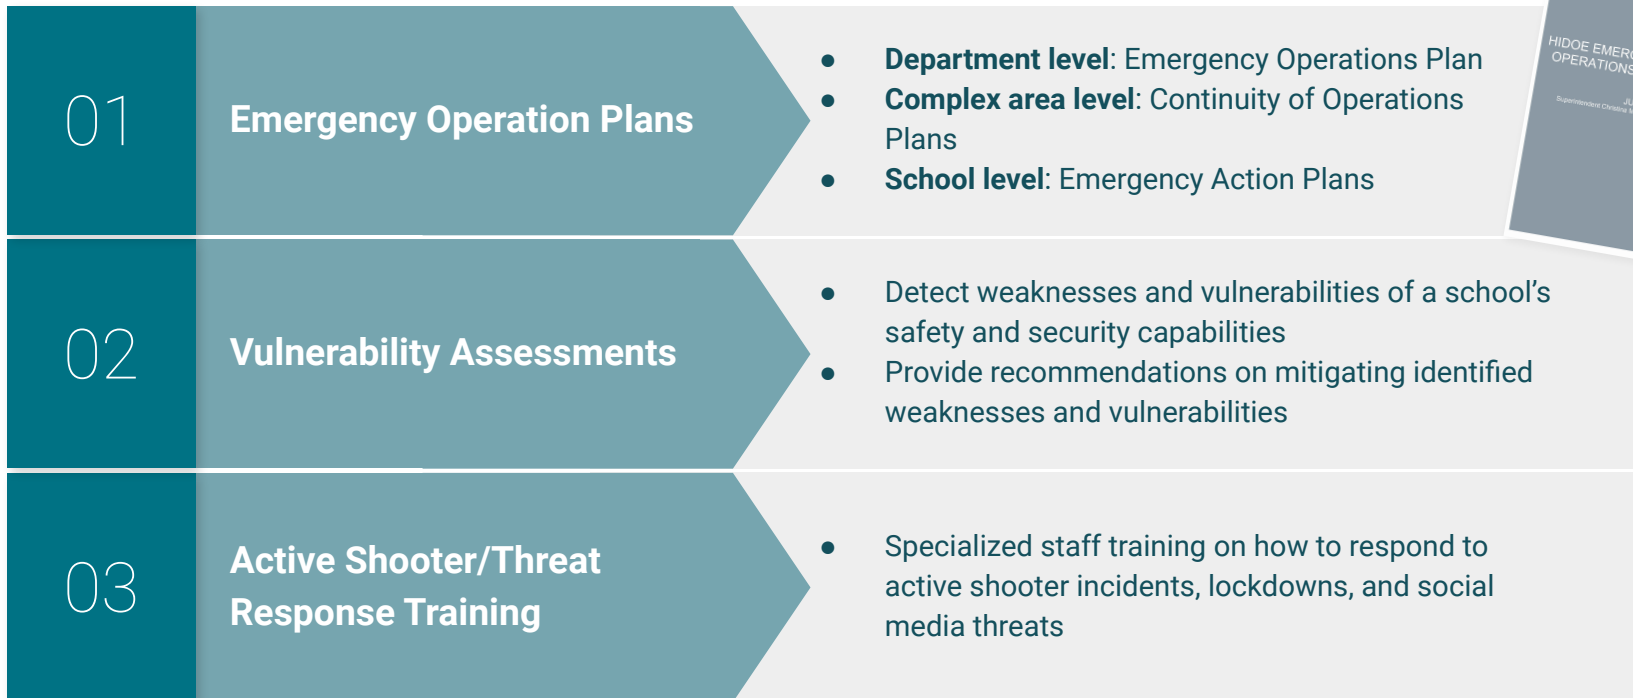 01
Emergency Operation Plans
● Department level: Emergency Operations Plan
● Complex area level: Continuity of Operations
Plans
● School level: Emergency Action Plans
HIDOE
OPERATIONS
Superintendent Christina
02
Vulnerability Assessments
● Detect weaknesses and vulnerabilities of a school’s
safety and security capabilities
● Provide recommendations on mitigating identified
weaknesses and vulnerabilities
03
Active Shooter/Threat
Response Training
● Specialized staff training on how to respond to
active shooter incidents, lockdowns, and social
media threats